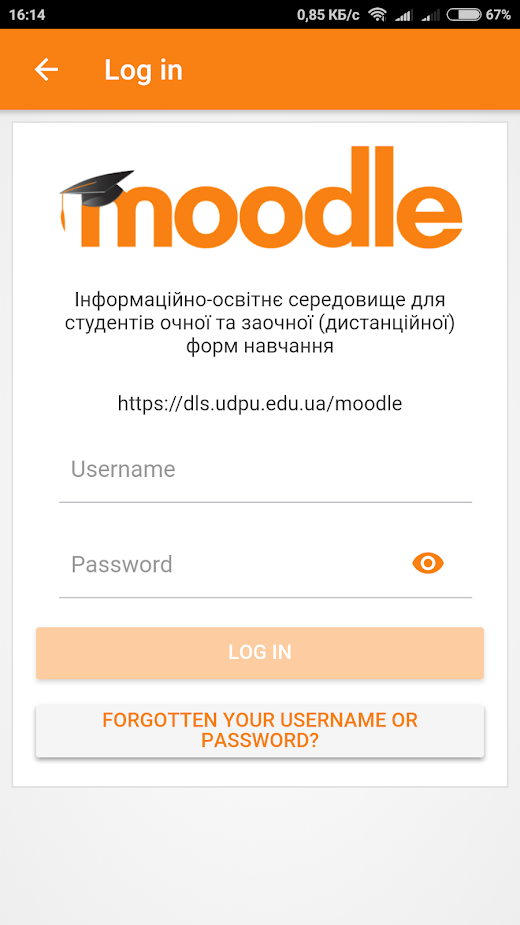 16:14 0,85 КБ/с 67%
Log in
moodle
Інформаційно-освітнє середовище для
студентів очної та заочної (дистанційної)
форм навчання
https://dls.udpu.edu.ua/moodle
Username
Password
LOG IN
FORGOTTEN YOUR USERNAME OR
PASSWORD?